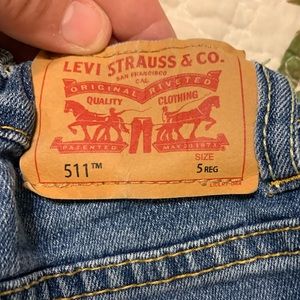 LEVI STRAUSS & CO.
SAN FRANCISCO
CAL
ORIGINAL RIVETED
QUALITY CLOTHING
PATENTED MAY 20 1873
511™
SIZE
5 REG